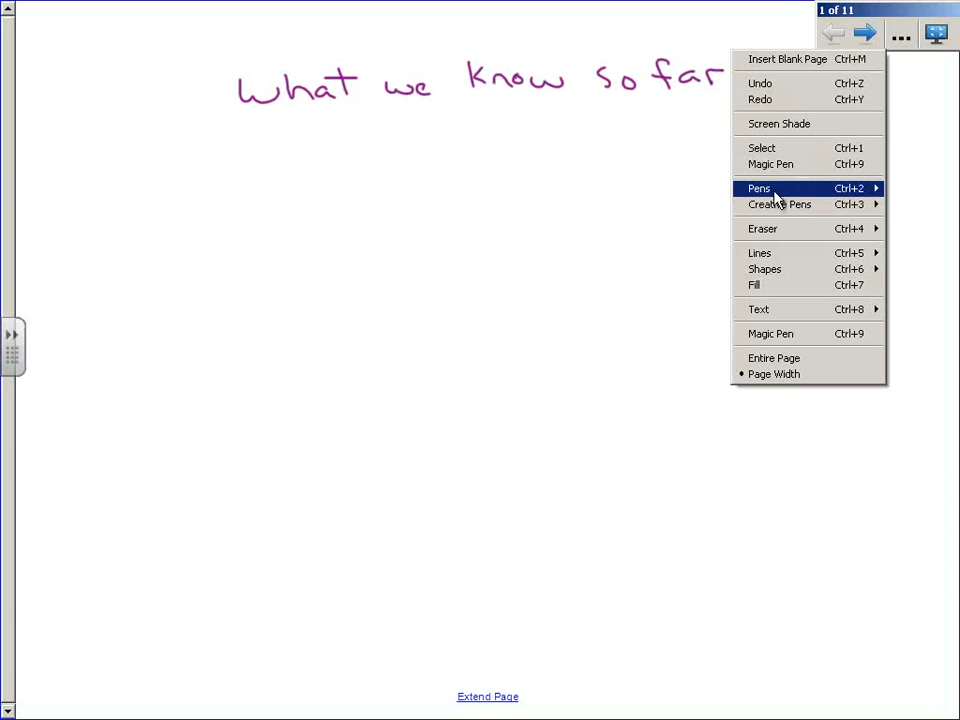 1 of 11
...
What we know so far
Insert Blank Page Ctrl+M
Undo Ctrl+Z
Redo Ctrl+Y
Screen Shade
Select Ctrl+1
Magic Pen Ctrl+9
Pens Ctrl+2
Creative Pens Ctrl+3
Eraser Ctrl+4
Lines Ctrl+5
Shapes Ctrl+6
Fill Ctrl+7
Text Ctrl+8
Magic Pen Ctrl+9
Entire Page
Page Width
Extend Page